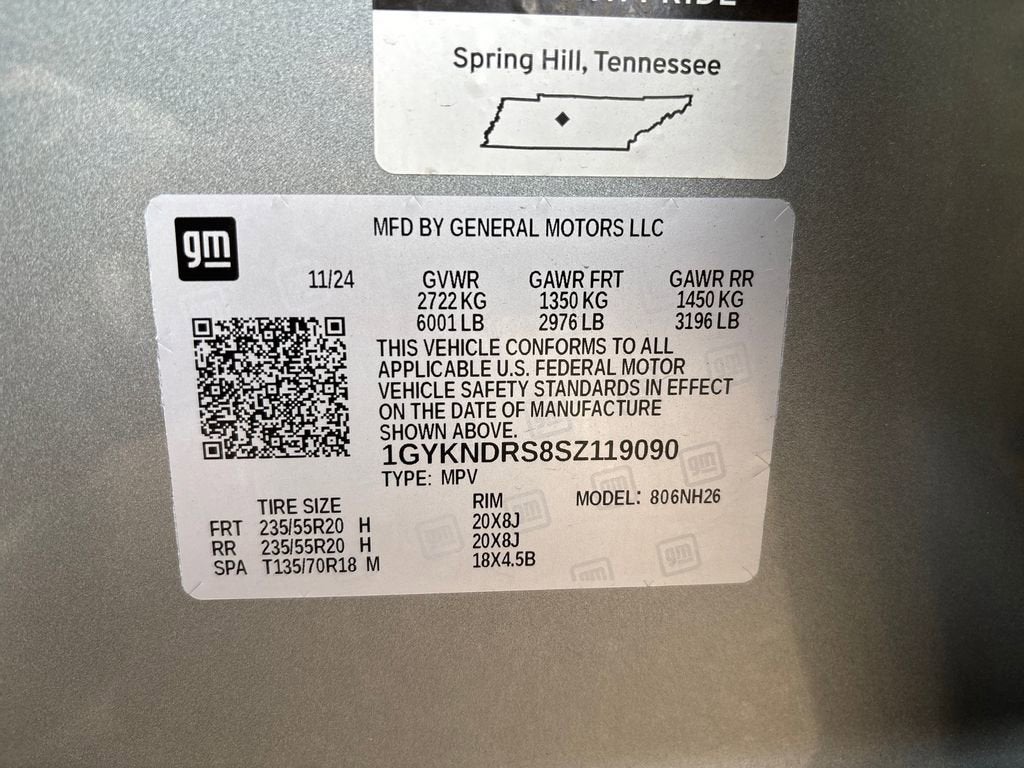 Spring Hill, Tennessee
gm
MFD BY GENERAL MOTORS LLC
11/24 GVWR GAWR FRT GAWR RR
2722 KG 1350 KG 1450 KG
6001 LB 2976 LB 3196 LB
THIS VEHICLE CONFORMS TO ALL
APPLICABLE U.S. FEDERAL MOTOR
VEHICLE SAFETY STANDARDS IN EFFECT
ON THE DATE OF MANUFACTURE
SHOWN ABOVE.
1GYKNDRS8SZ119090
TYPE: MPV
TIRE SIZE RIM MODEL: 806NH26
FRT 235/55R20 H 20X8J
RR 235/55R20 H 20X8J
SPA T135/70R18 M 18X4.5B